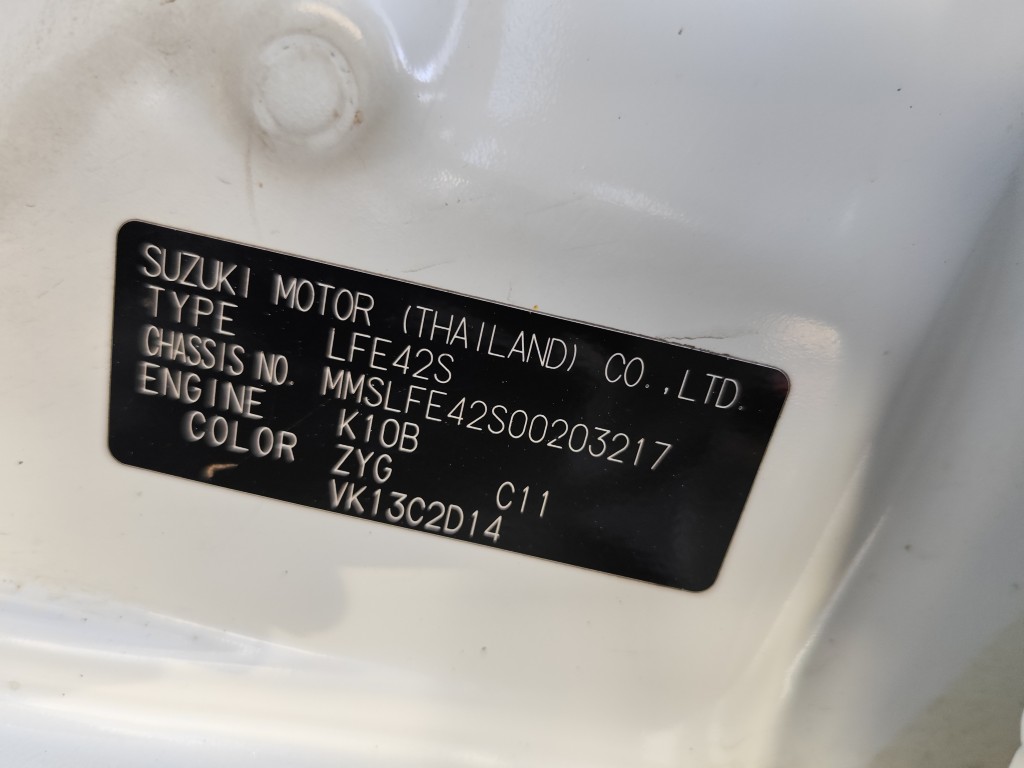 SUZUKI MOTOR (THAILAND) CO.,LTD.
TYPE LFE42S
CHASSIS NO. MMSLFE42S00203217
ENGINE K10B
COLOR ZYG C11
VK13C2D14